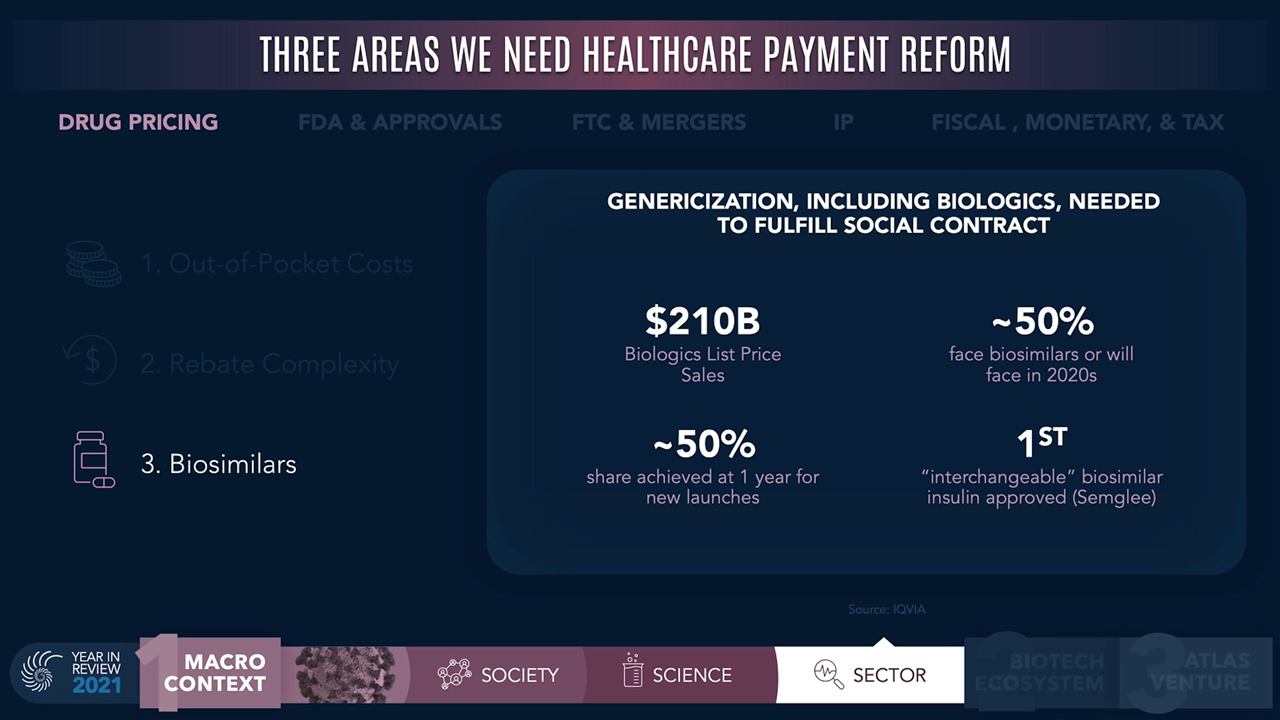 THREE AREAS WE NEED HEALTHCARE PAYMENT REFORM
DRUG PRICING
FDA & APPROVALS
FTC & MERGERS
IP
FISCAL , MONETARY, & TAX
1. Out-of-Pocket Costs
2. Rebate Complexity
3. Biosimilars
GENERICIZATION, INCLUDING BIOLOGICS, NEEDED
TO FULFILL SOCIAL CONTRACT
$210B
Biologics List Price
Sales
~50%
face biosimilars or will
face in 2020s
~50%
share achieved at 1 year for
new launches
1ST
“interchangeable” biosimilar
insulin approved (Semglee)
Source: IQVIA
YEAR IN
REVIEW
2021
1
MACRO
CONTEXT
SOCIETY
SCIENCE
SECTOR
2
BIOTECH
ECOSYSTEM
3
ATLAS
VENTURE